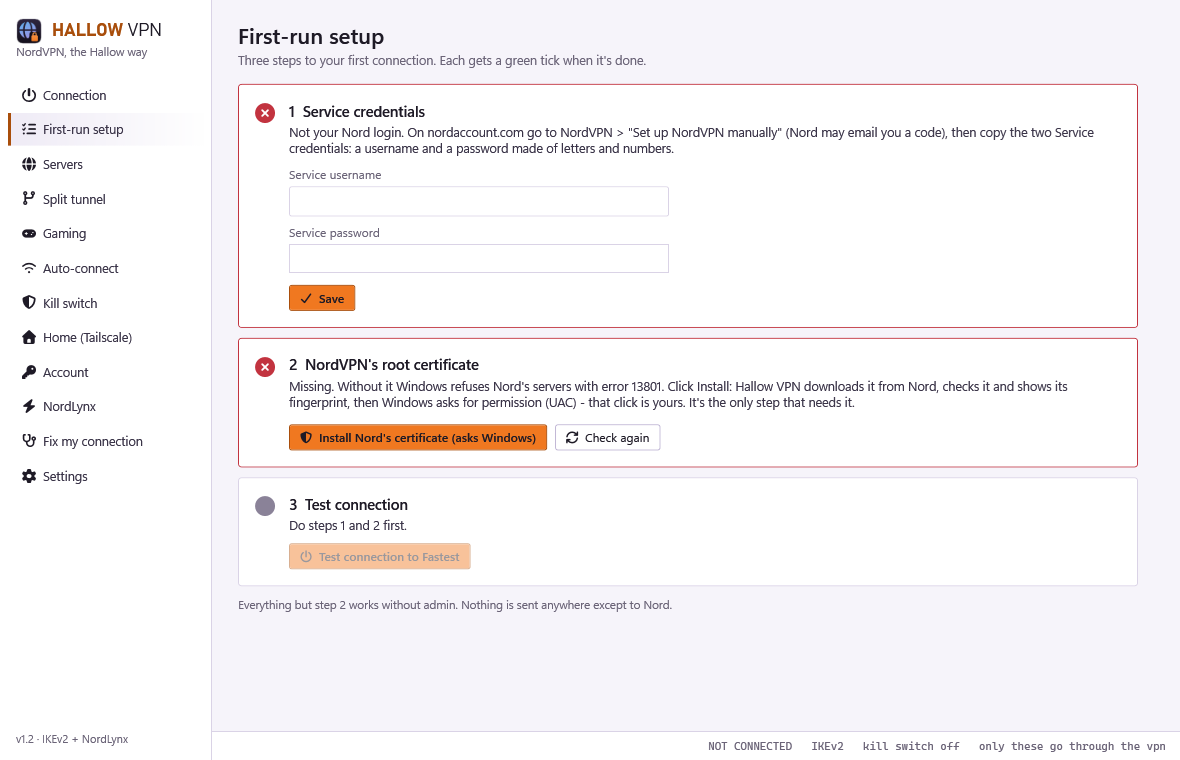 HALLOW VPN
NordVPN, the Hallow way
Connection
First-run setup
Servers
Split tunnel
Gaming
Auto-connect
Kill switch
Home (Tailscale)
Account
NordLynx
Fix my connection
Settings
v1.2 · IKEv2 + NordLynx
First-run setup
Three steps to your first connection. Each gets a green tick when it's done.
1 Service credentials
Not your Nord login. On nordaccount.com go to NordVPN > "Set up NordVPN manually" (Nord may email you a code), then copy the two Service
credentials: a username and a password made of letters and numbers.
Service username
Service password
Save
2 NordVPN's root certificate
Missing. Without it Windows refuses Nord's servers with error 13801. Click Install: Hallow VPN downloads it from Nord, checks it and shows its
fingerprint, then Windows asks for permission (UAC) - that click is yours. It's the only step that needs it.
Install Nord's certificate (asks Windows) Check again
3 Test connection
Do steps 1 and 2 first.
Test connection to Fastest
Everything but step 2 works without admin. Nothing is sent anywhere except to Nord.
NOT CONNECTED IKEv2 kill switch off only these go through the vpn